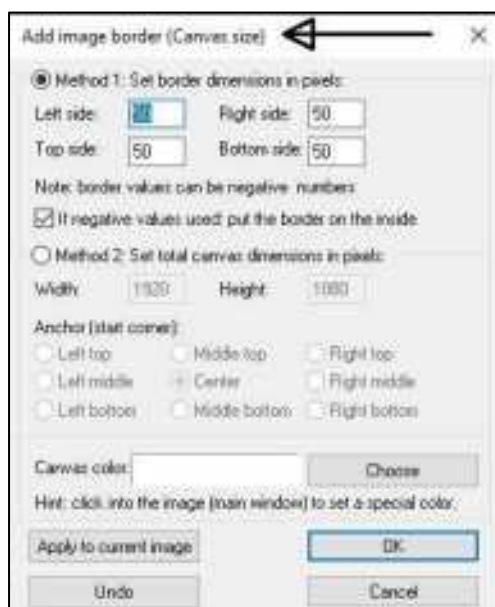 Add image border (Canvas size)
Method 1: Set border dimensions in pixels:
Left side: Right side: 50
Top side: 50 Bottom side: 50
Note: border values can be negative numbers
If negative values used: put the border on the inside
Method 2: Set total canvas dimensions in pixels:
Width: 1920 Height: 1080
Anchor (start corner):
Left top Middle top Right top
Left middle Center Right middle
Left bottom Middle bottom Right bottom
Canvas color: Choose
Hint: click into the image (main window) to set a special color.
Apply to current image OK
Undo Cancel